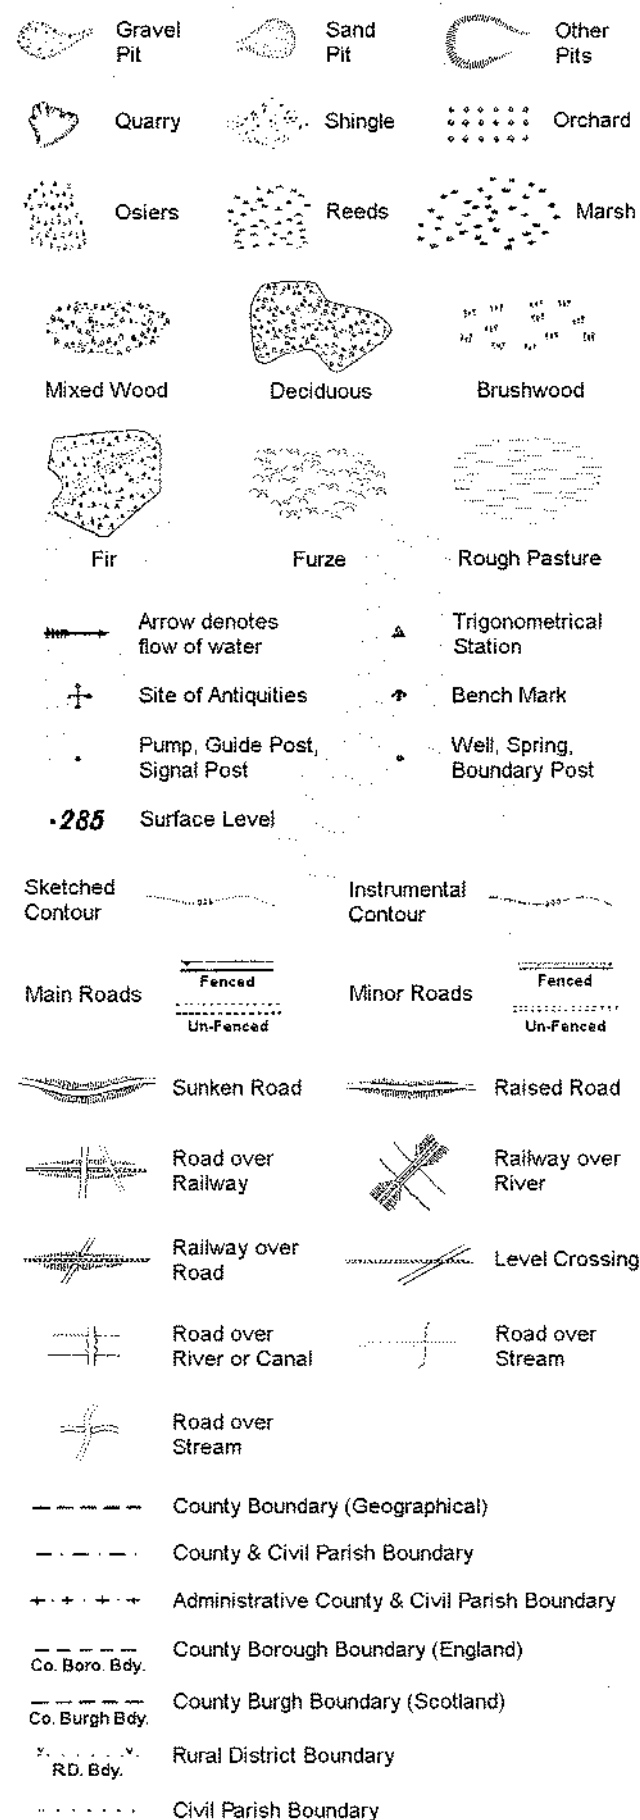 Gravel
Pit
Sand
Pit
Other
Pits
Quarry
Shingle
Orchard
Osiers
Reeds
Marsh
Mixed Wood
Deciduous
Brushwood
Fir
Furze
Rough Pasture
Arrow denotes
flow of water
Trigonometrical
Station
Site of Antiquities
Bench Mark
Pump, Guide Post,
Signal Post
Well, Spring,
Boundary Post
·285
Surface Level
Sketched
Contour
Instrumental
Contour
Main Roads
Fenced
Un-Fenced
Minor Roads
Fenced
Un-Fenced
Sunken Road
Raised Road
Road over
Railway
Railway over
River
Railway over
Road
Level Crossing
Road over
River or Canal
Road over
Stream
Road over
Stream
County Boundary (Geographical)
County & Civil Parish Boundary
Administrative County & Civil Parish Boundary
Co. Boro. Bdy.
County Borough Boundary (England)
Co. Burgh Bdy.
County Burgh Boundary (Scotland)
R.D. Bdy.
Rural District Boundary
Civil Parish Boundary